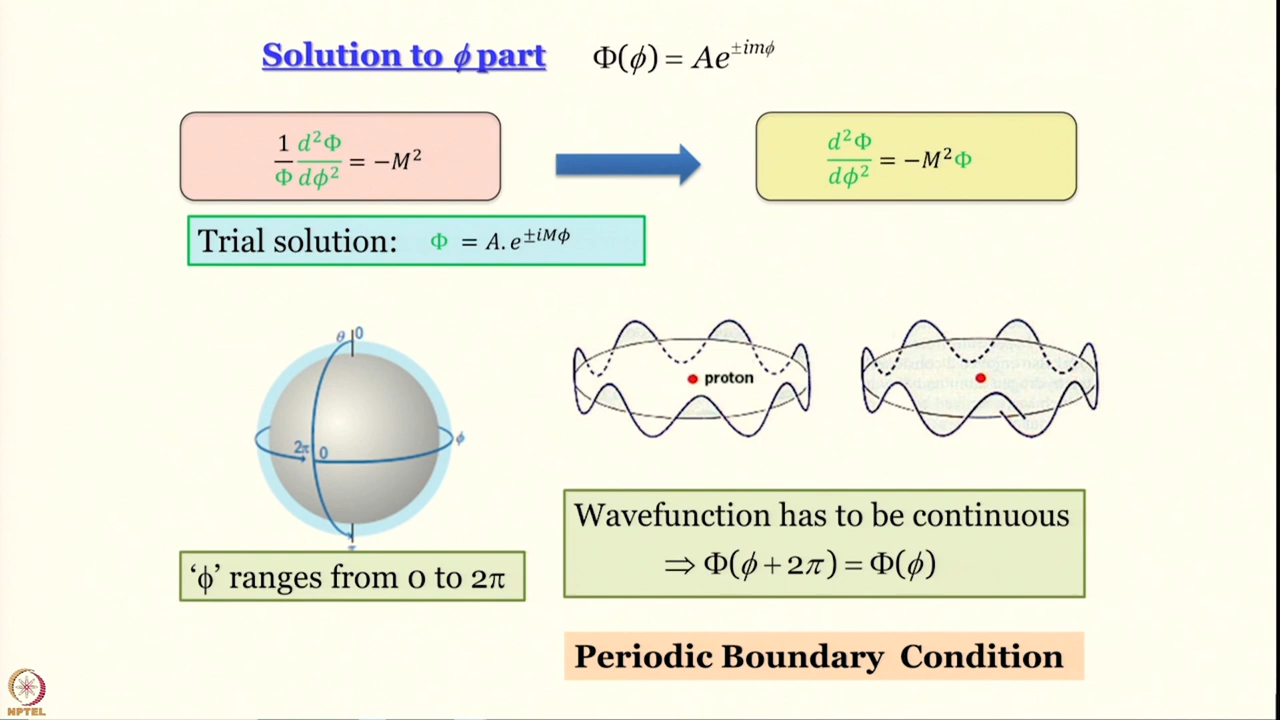 Solution to ϕ part Φ(ϕ) = Ae^{±imϕ}
1/Φ d²Φ/dϕ² = −M²
d²Φ/dϕ² = −M²Φ
Trial solution: Φ = A.e^{±iMϕ}
θ 0
2π 0 ϕ
π
proton
'ϕ' ranges from 0 to 2π
Wavefunction has to be continuous
⇒ Φ(ϕ + 2π) = Φ(ϕ)
Periodic Boundary Condition
NPTEL